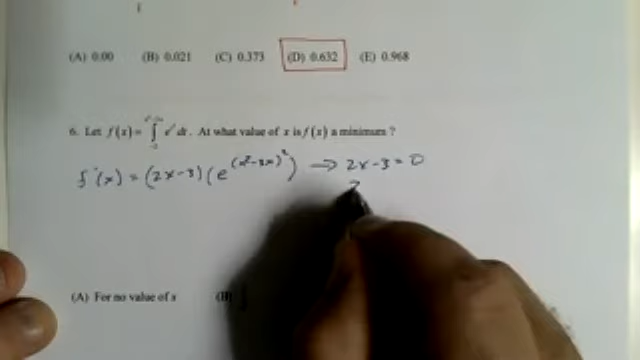 (A) 0.00 (B) 0.021 (C) 0.373 (D) 0.632 (E) 0.968
6. Let f(x) = ∫ dt. At what value of x is f(x) a minimum ?
f'(x) = (2x-3)(e^(x²-3x)²) → 2x-3=0
2
(A) For no value of x (B)